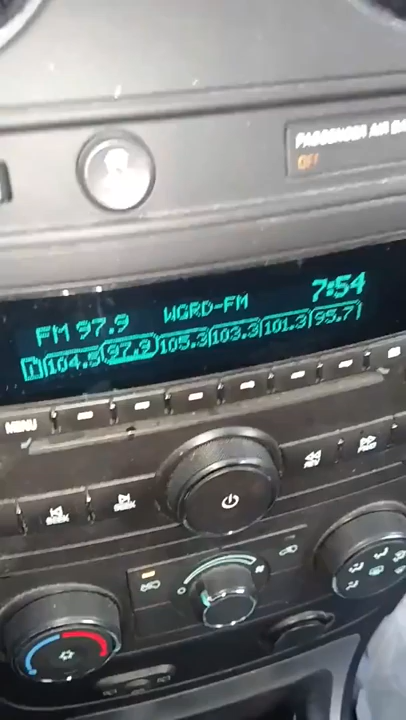 PASSENGER AIR BAG
OFF
7:54
FM 97.9 WGRD-FM
1 104.5 97.9 105.3 103.3 101.3 95.7
MENU
REV
FWD
SEEK
SEEK